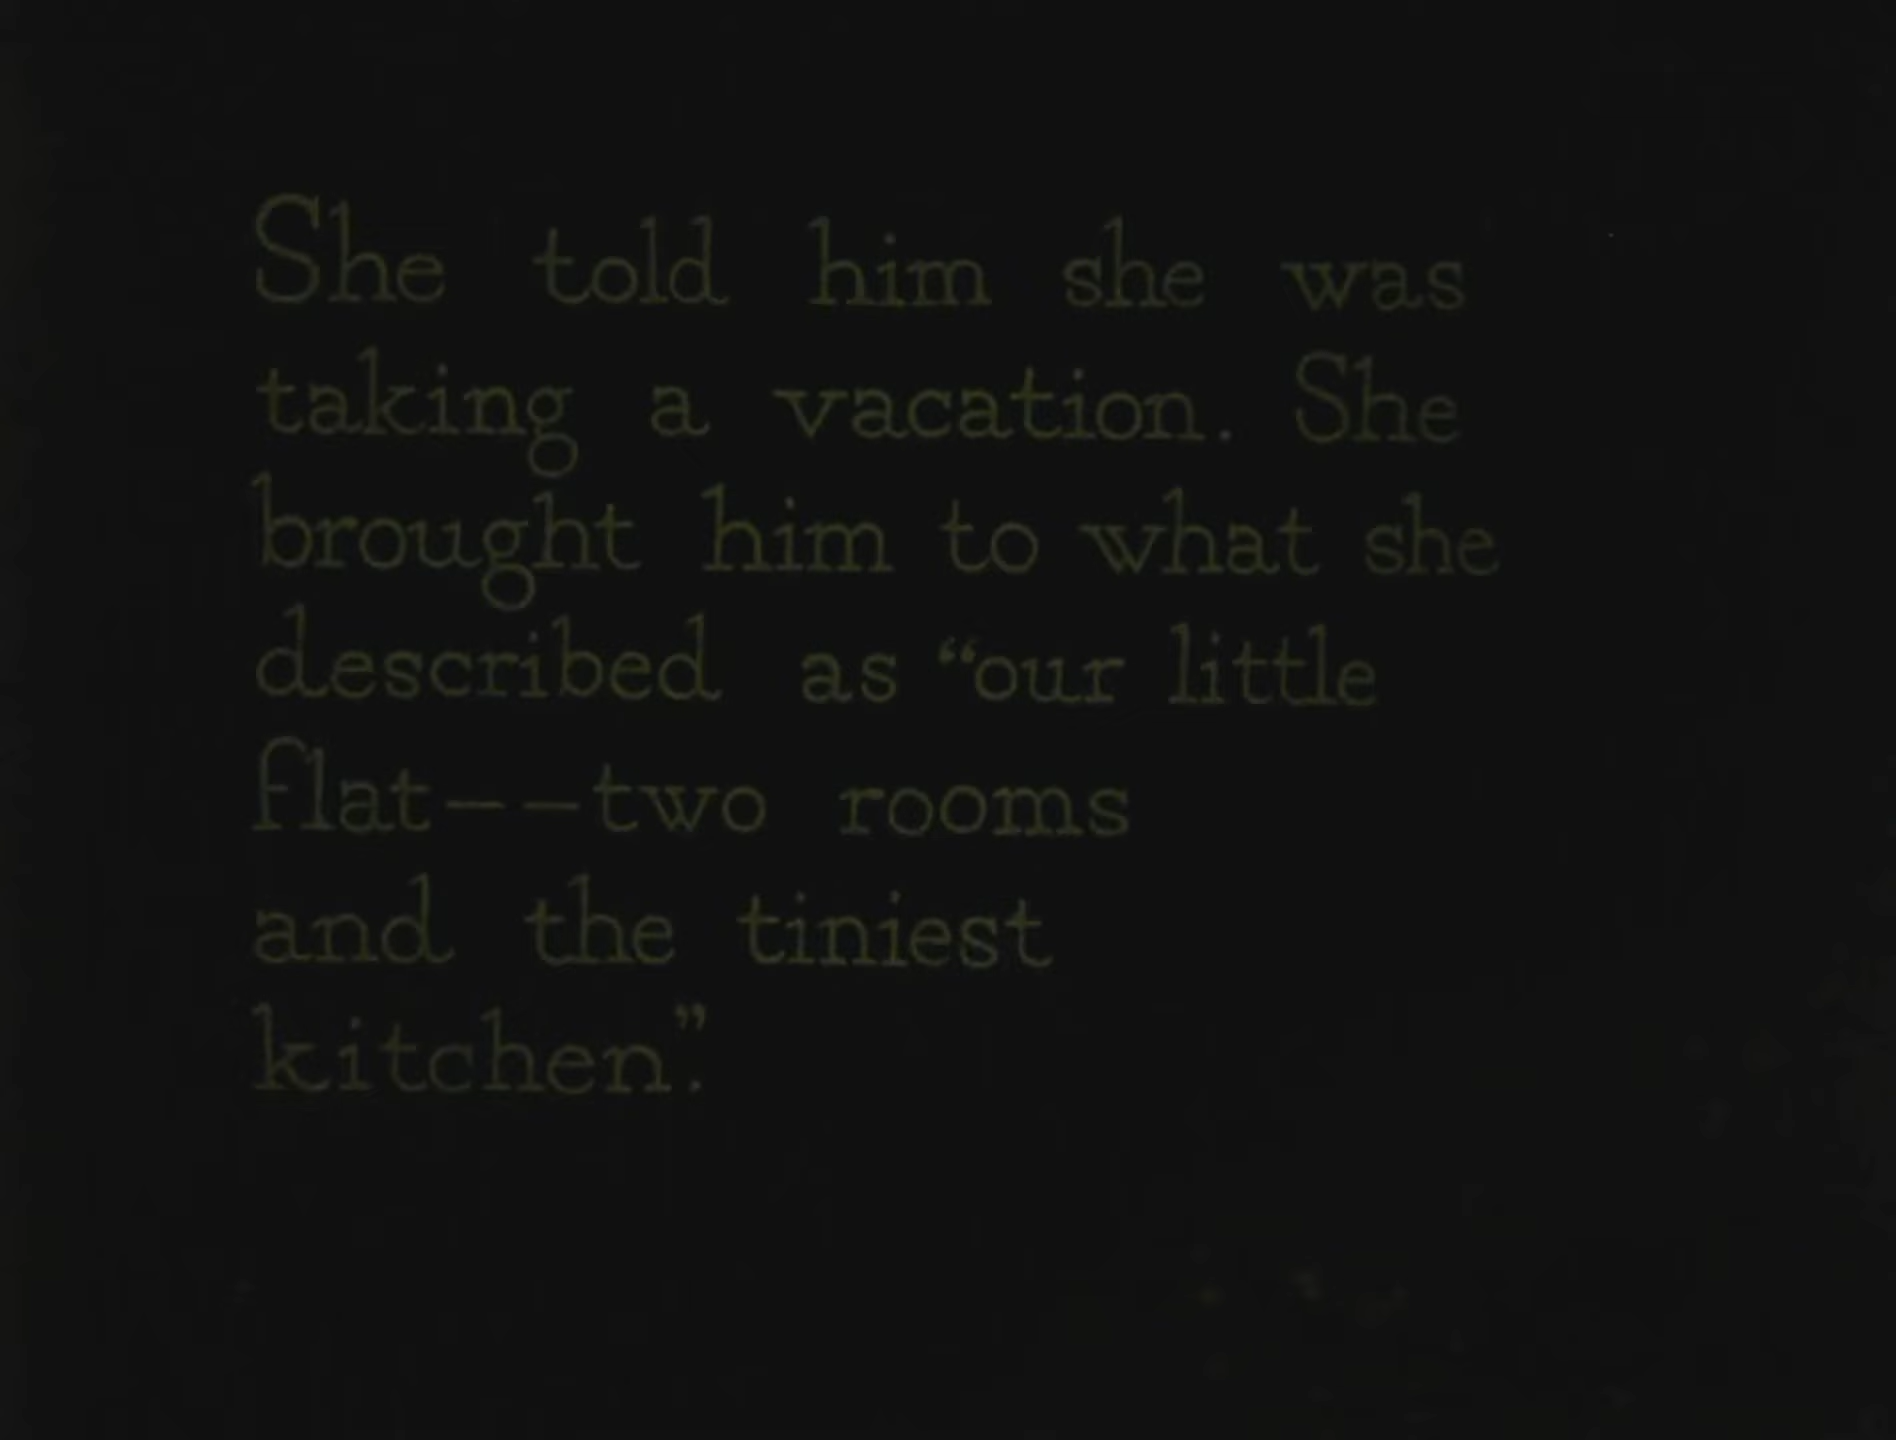 She told him she was
taking a vacation. She
brought him to what she
described as “our little
flat--two rooms
and the tiniest
kitchen”.